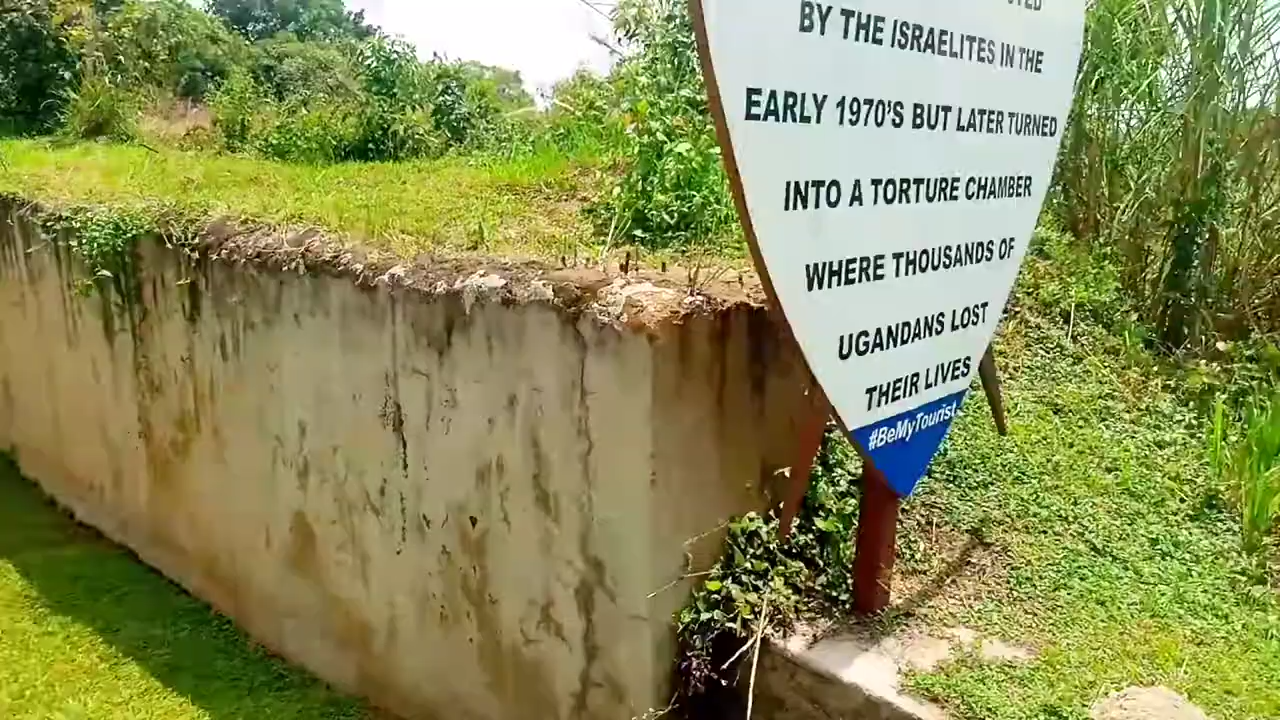 BY THE ISRAELITES IN THE
EARLY 1970'S BUT LATER TURNED
INTO A TORTURE CHAMBER
WHERE THOUSANDS OF
UGANDANS LOST
THEIR LIVES
#BeMyTourist